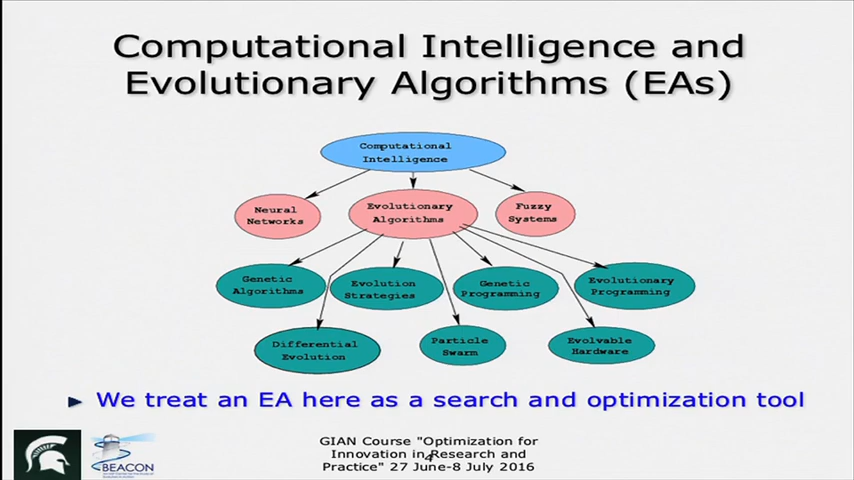 Computational Intelligence and
Evolutionary Algorithms (EAs)
Computational
Intelligence
Neural
Networks
Evolutionary
Algorithms
Fuzzy
Systems
Genetic
Algorithms
Evolution
Strategies
Genetic
Programming
Evolutionary
Programming
Differential
Evolution
Particle
Swarm
Evolvable
Hardware
We treat an EA here as a search and optimization tool
BEACON
GIAN Course "Optimization for
Innovation in Research and
Practice" 27 June-8 July 2016
4